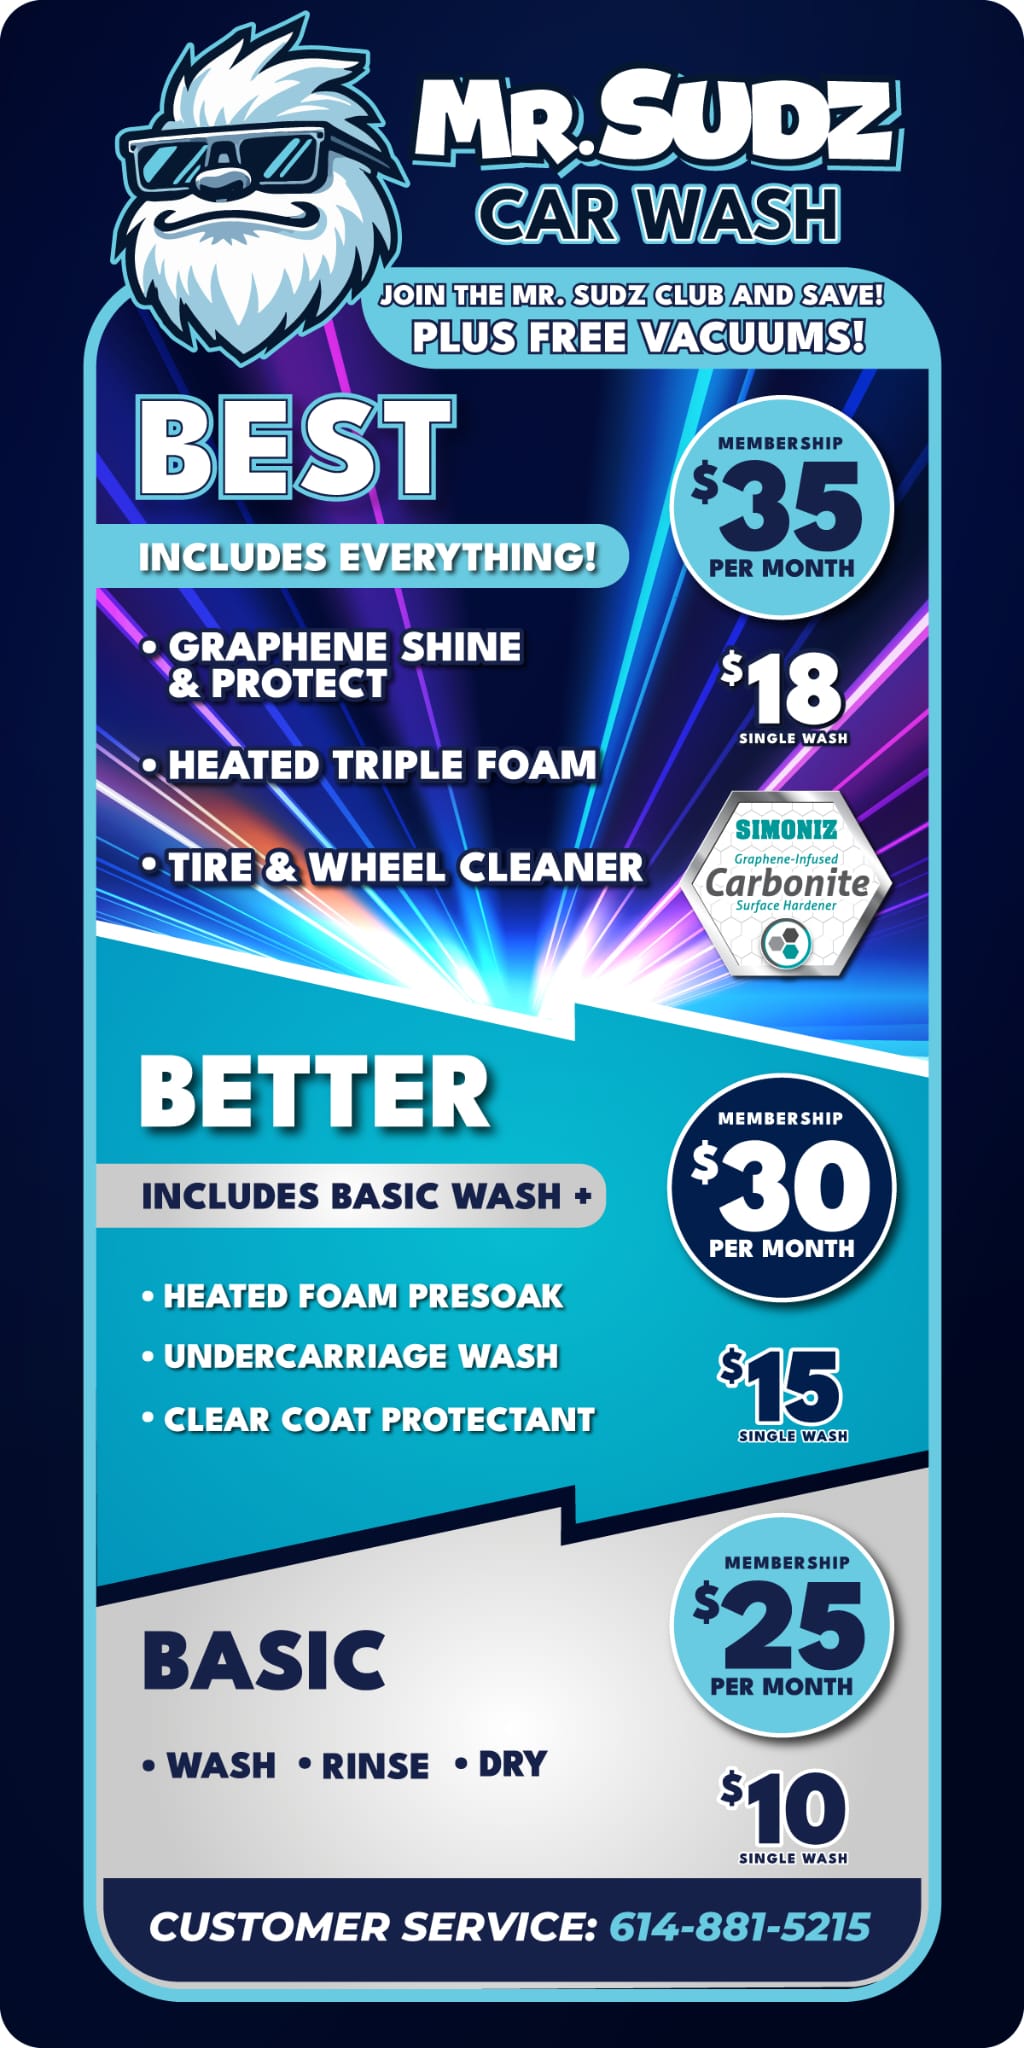 MR. SUDZ
CAR WASH
JOIN THE MR. SUDZ CLUB AND SAVE!
PLUS FREE VACUUMS!
BEST
MEMBERSHIP
$35
PER MONTH
INCLUDES EVERYTHING!
• GRAPHENE SHINE
& PROTECT
$18
SINGLE WASH
• HEATED TRIPLE FOAM
• TIRE & WHEEL CLEANER
SIMONIZ
Graphene-Infused
Carbonite
Surface Hardener
BETTER
MEMBERSHIP
$30
PER MONTH
INCLUDES BASIC WASH +
• HEATED FOAM PRESOAK
• UNDERCARRIAGE WASH
• CLEAR COAT PROTECTANT
$15
SINGLE WASH
BASIC
MEMBERSHIP
$25
PER MONTH
• WASH • RINSE • DRY
$10
SINGLE WASH
CUSTOMER SERVICE: 614-881-5215